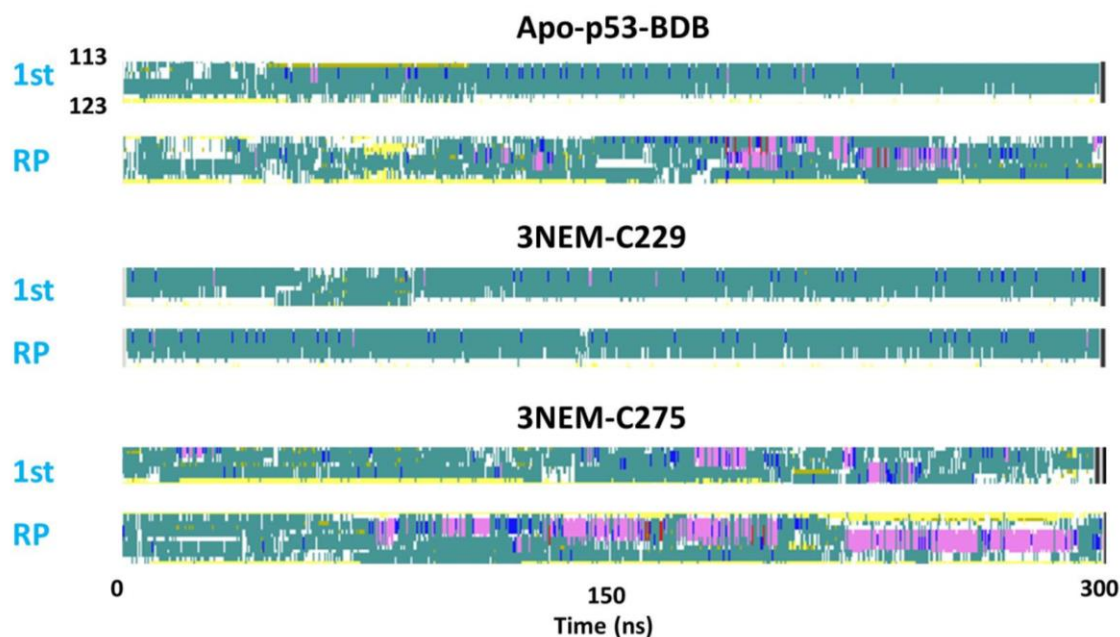 Apo-p53-BDB
1st
113
123
RP
3NEM-C229
1st
RP
3NEM-C275
1st
RP
0
150
300
Time (ns)